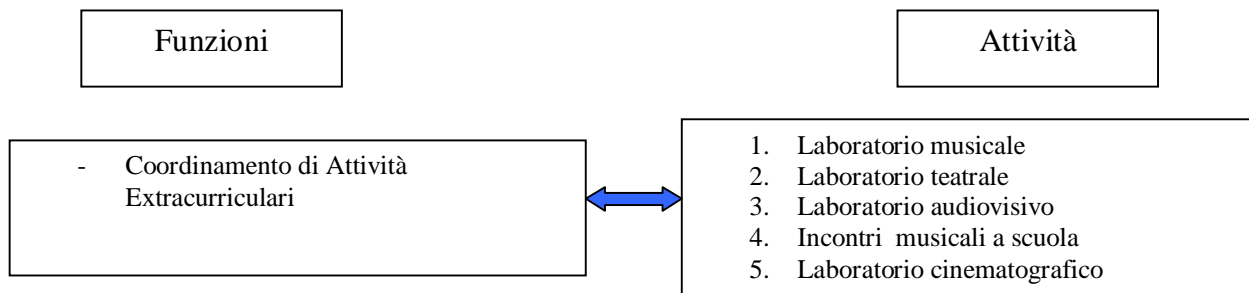 Funzioni
Attività
- Coordinamento di Attività
Extracurriculari
1. Laboratorio musicale
2. Laboratorio teatrale
3. Laboratorio audiovisivo
4. Incontri musicali a scuola
5. Laboratorio cinematografico